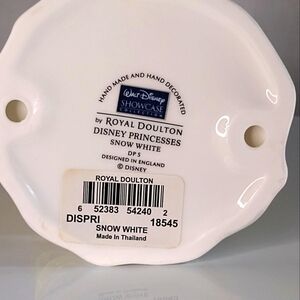 HAND MADE AND HAND DECORATED
Walt Disney
SHOWCASE
COLLECTION
by ROYAL DOULTON
DISNEY PRINCESSES
SNOW WHITE
DP 5
DESIGNED IN ENGLAND
© DISNEY
ROYAL DOULTON
6 52383 54240 2
DISPRI 18545
SNOW WHITE
Made In Thailand